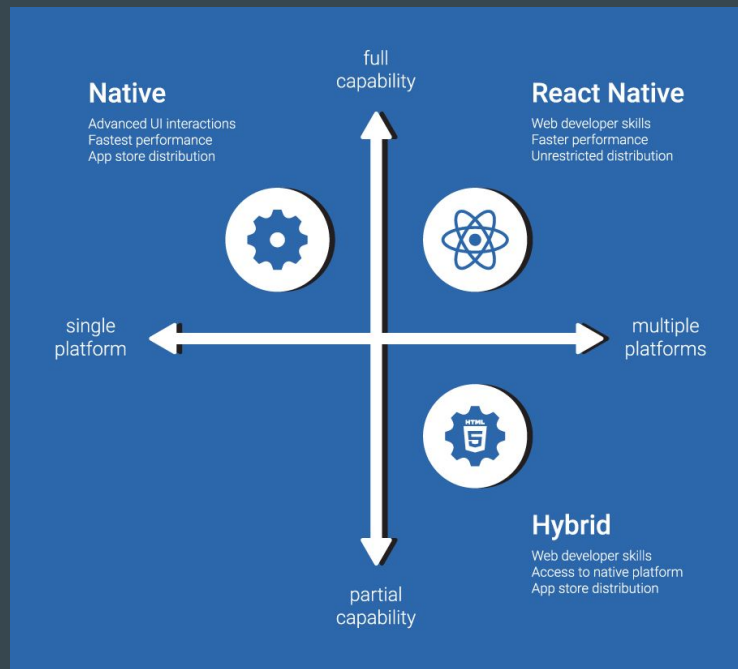 full
capability
Native
Advanced UI interactions
Fastest performance
App store distribution
React Native
Web developer skills
Faster performance
Unrestricted distribution
single
platform
multiple
platforms
HTML
5
Hybrid
Web developer skills
Access to native platform
App store distribution
partial
capability